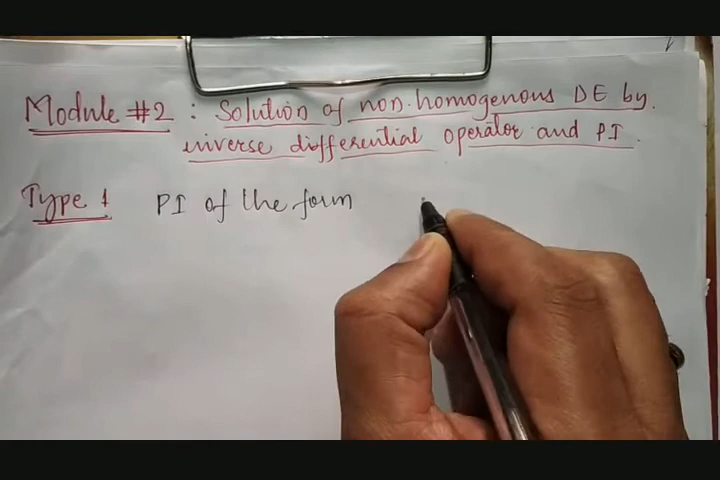 Module #2 : Solution of non-homogenous DE by
inverse differential operator and PI
Type 1 PI of the form